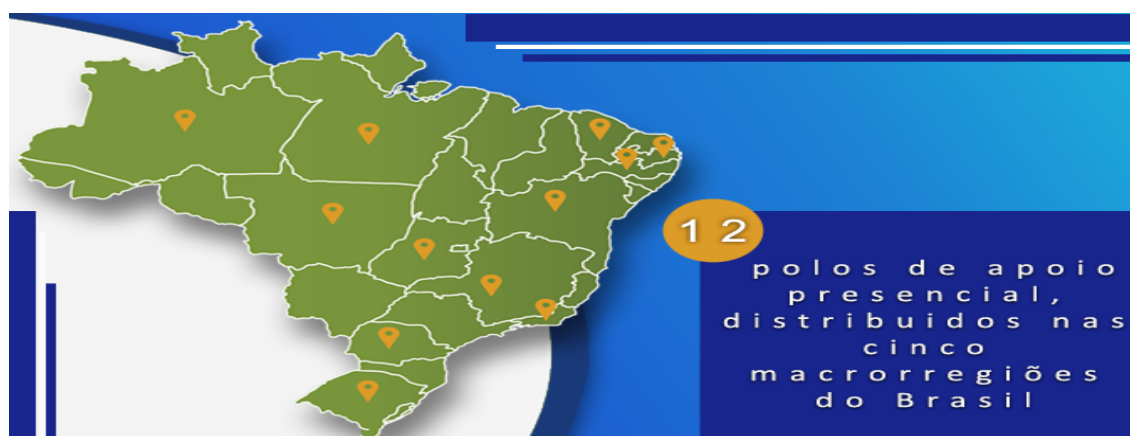 12
polos de apoio
presencial,
distribuidos nas
cinco
macrorregiões
do Brasil